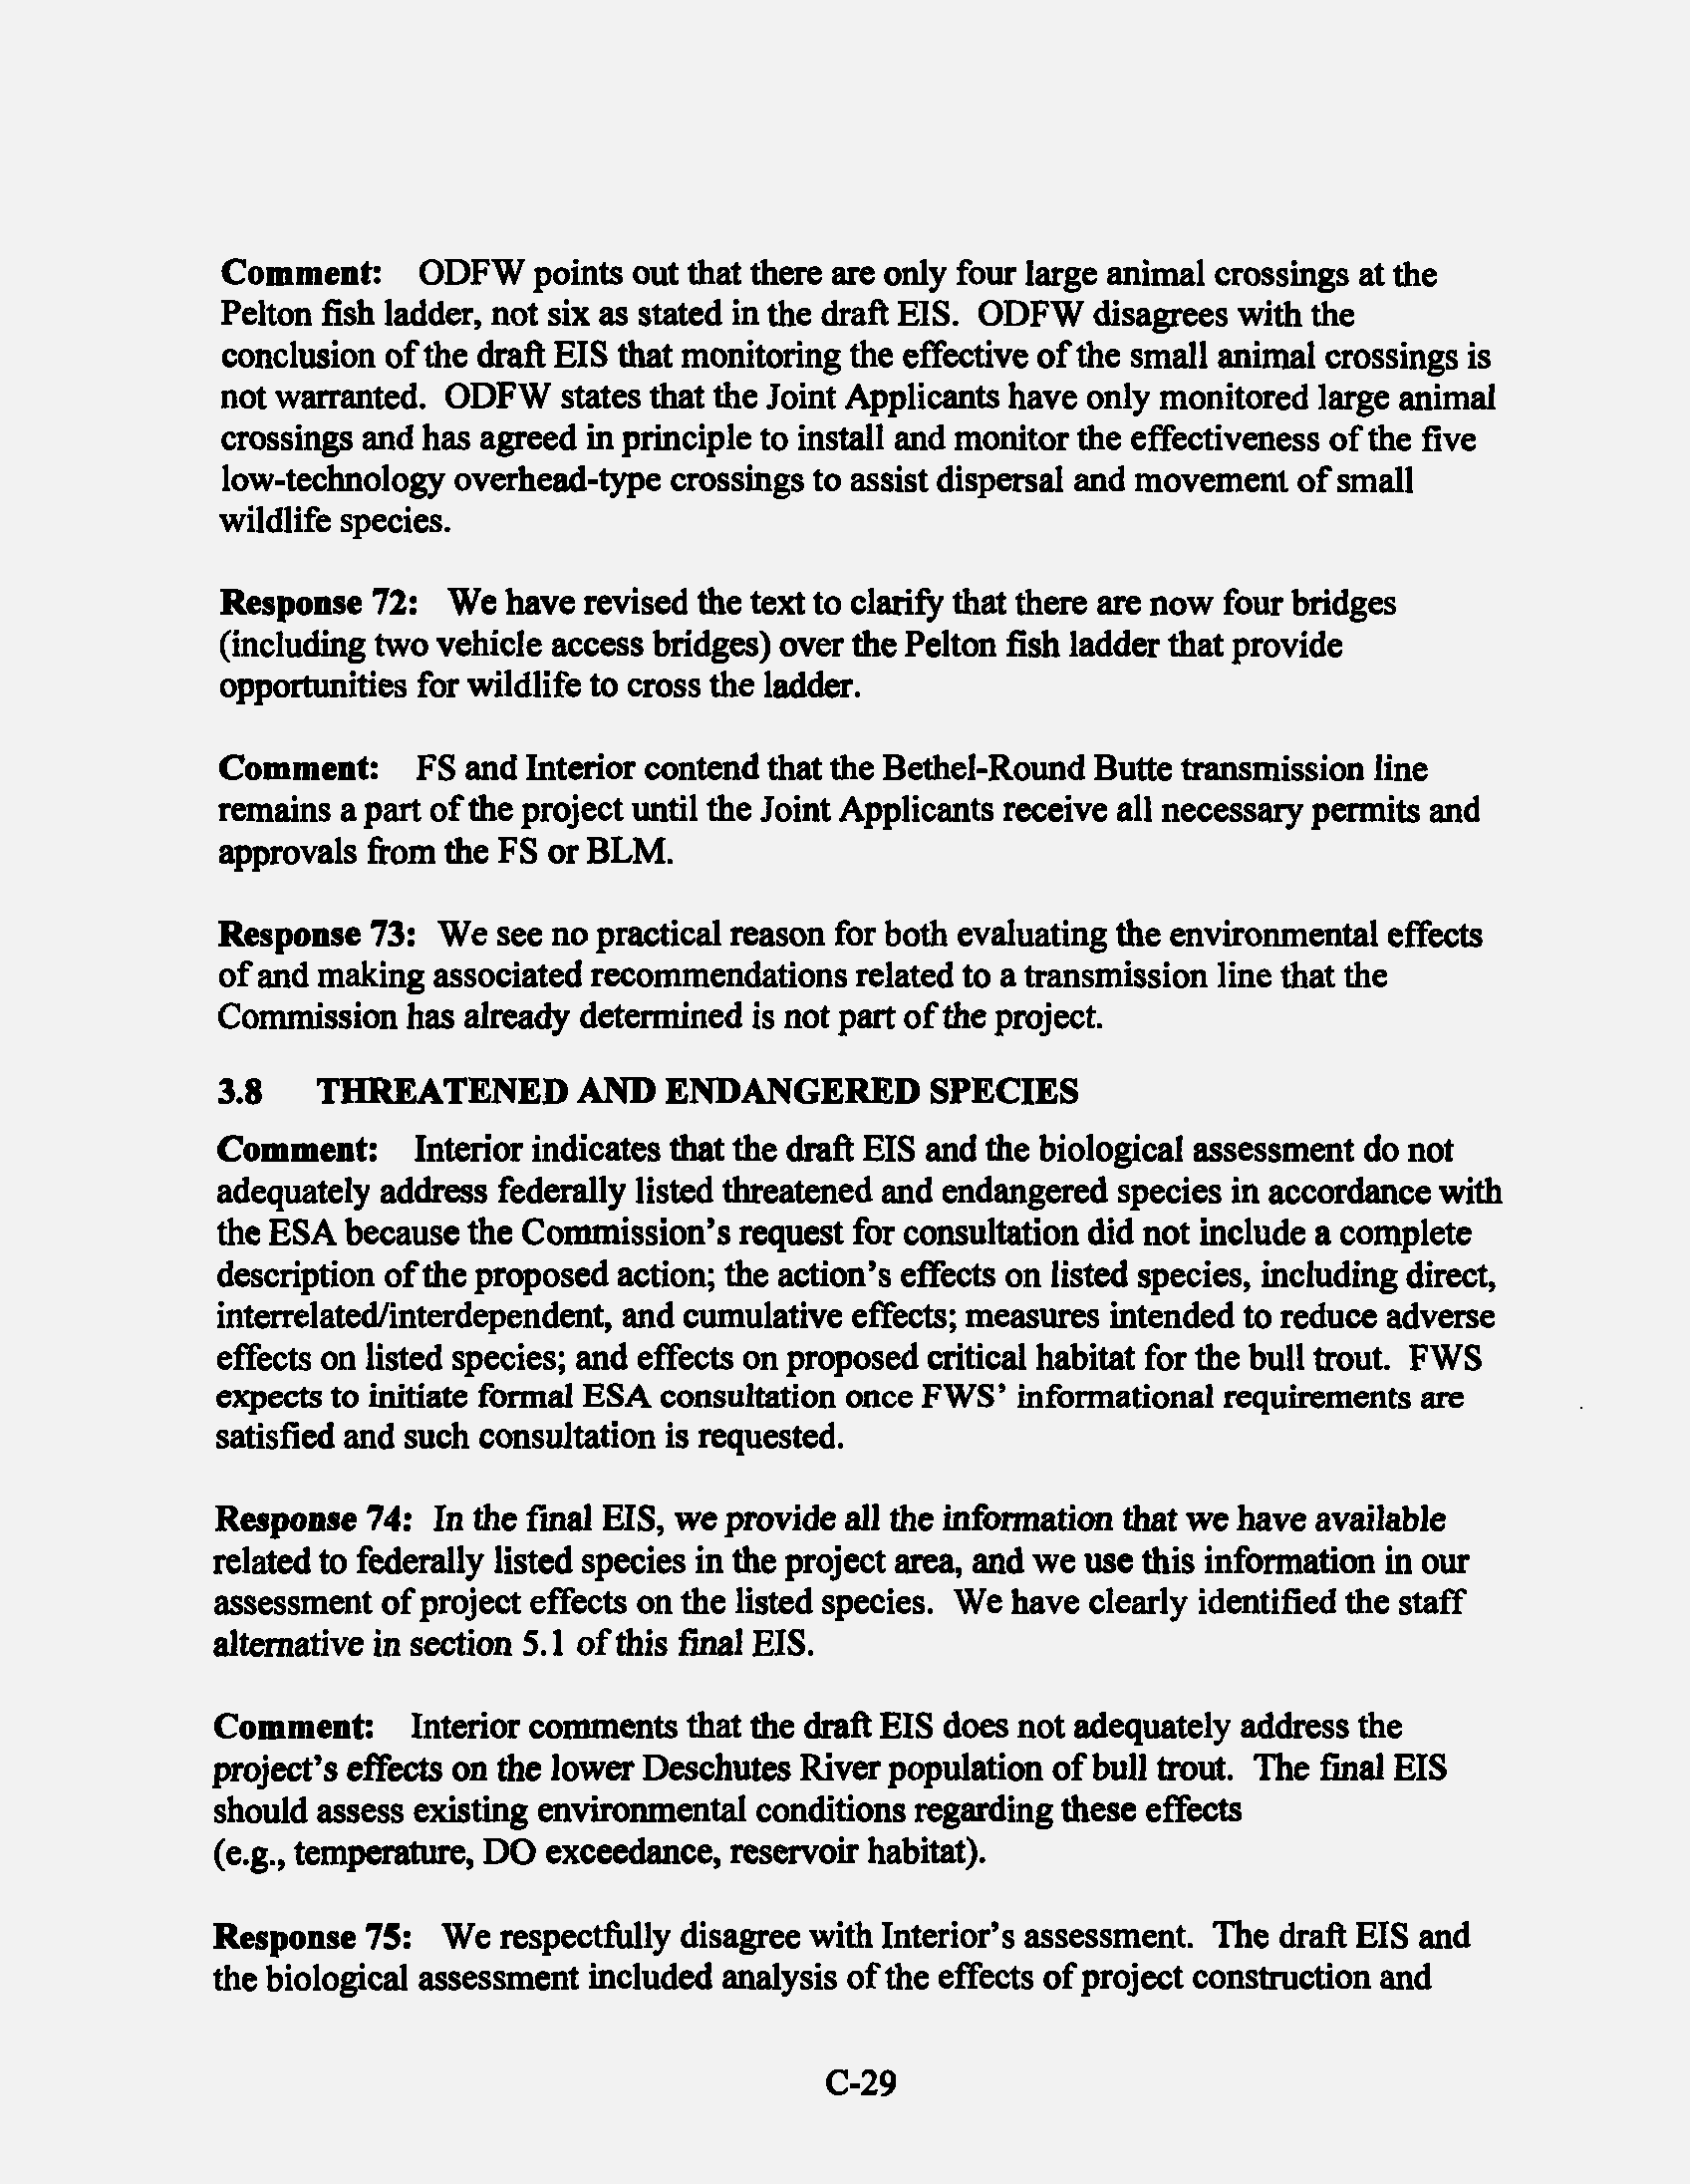 Comment: ODFW points out that there are only four large animal crossings at the
Pelton fish ladder, not six as stated in the draft EIS. ODFW disagrees with the
conclusion of the draft EIS that monitoring the effective of the small animal crossings is
not warranted. ODFW states that the Joint Applicants have only monitored large animal
crossings and has agreed in principle to install and monitor the effectiveness of the five
low-technology overhead-type crossings to assist dispersal and movement of small
wildlife species.
Response 72: We have revised the text to clarify that there are now four bridges
(including two vehicle access bridges) over the Pelton fish ladder that provide
opportunities for wildlife to cross the ladder.
Comment: FS and Interior contend that the Bethel-Round Butte transmission line
remains a part of the project until the Joint Applicants receive all necessary permits and
approvals from the FS or BLM.
Response 73: We see no practical reason for both evaluating the environmental effects
of and making associated recommendations related to a transmission line that the
Commission has already determined is not part of the project.
3.8 THREATENED AND ENDANGERED SPECIES
Comment: Interior indicates that the draft EIS and the biological assessment do not
adequately address federally listed threatened and endangered species in accordance with
the ESA because the Commission's request for consultation did not include a complete
description of the proposed action; the action's effects on listed species, including direct,
interrelated/interdependent, and cumulative effects; measures intended to reduce adverse
effects on listed species; and effects on proposed critical habitat for the bull trout. FWS
expects to initiate formal ESA consultation once FWS' informational requirements are
satisfied and such consultation is requested.
Response 74: In the final EIS, we provide all the information that we have available
related to federally listed species in the project area, and we use this information in our
assessment of project effects on the listed species. We have clearly identified the staff
alternative in section 5.1 of this final EIS.
Comment: Interior comments that the draft EIS does not adequately address the
project's effects on the lower Deschutes River population of bull trout. The final EIS
should assess existing environmental conditions regarding these effects
(e.g., temperature, DO exceedance, reservoir habitat).
Response 75: We respectfully disagree with Interior's assessment. The draft EIS and
the biological assessment included analysis of the effects of project construction and
C-29